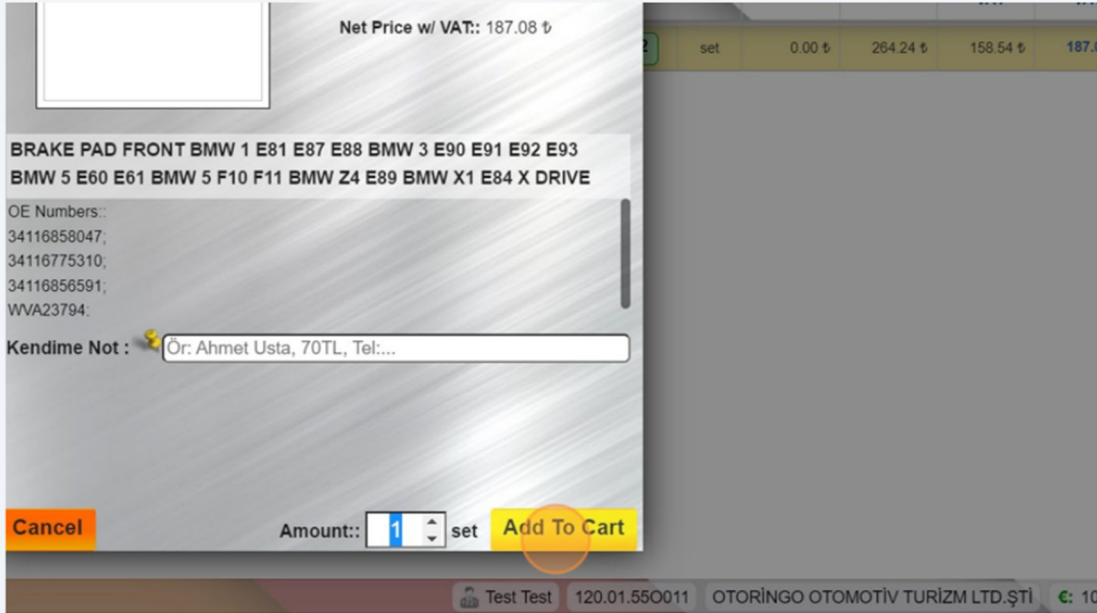 Net Price w/ VAT:: 187.08 ₺
set 0.00 ₺ 264.24 ₺ 158.54 ₺
BRAKE PAD FRONT BMW 1 E81 E87 E88 BMW 3 E90 E91 E92 E93
BMW 5 E60 E61 BMW 5 F10 F11 BMW Z4 E89 BMW X1 E84 X DRIVE
OE Numbers::
34116858047;
34116775310;
34116856591;
WVA23794;
Kendime Not : Ör: Ahmet Usta, 70TL, Tel:...
Cancel Amount:: 1 set Add To Cart
Test Test 120.01.55O011 OTORİNGO OTOMOTİV TURİZM LTD.ŞTİ €: 10